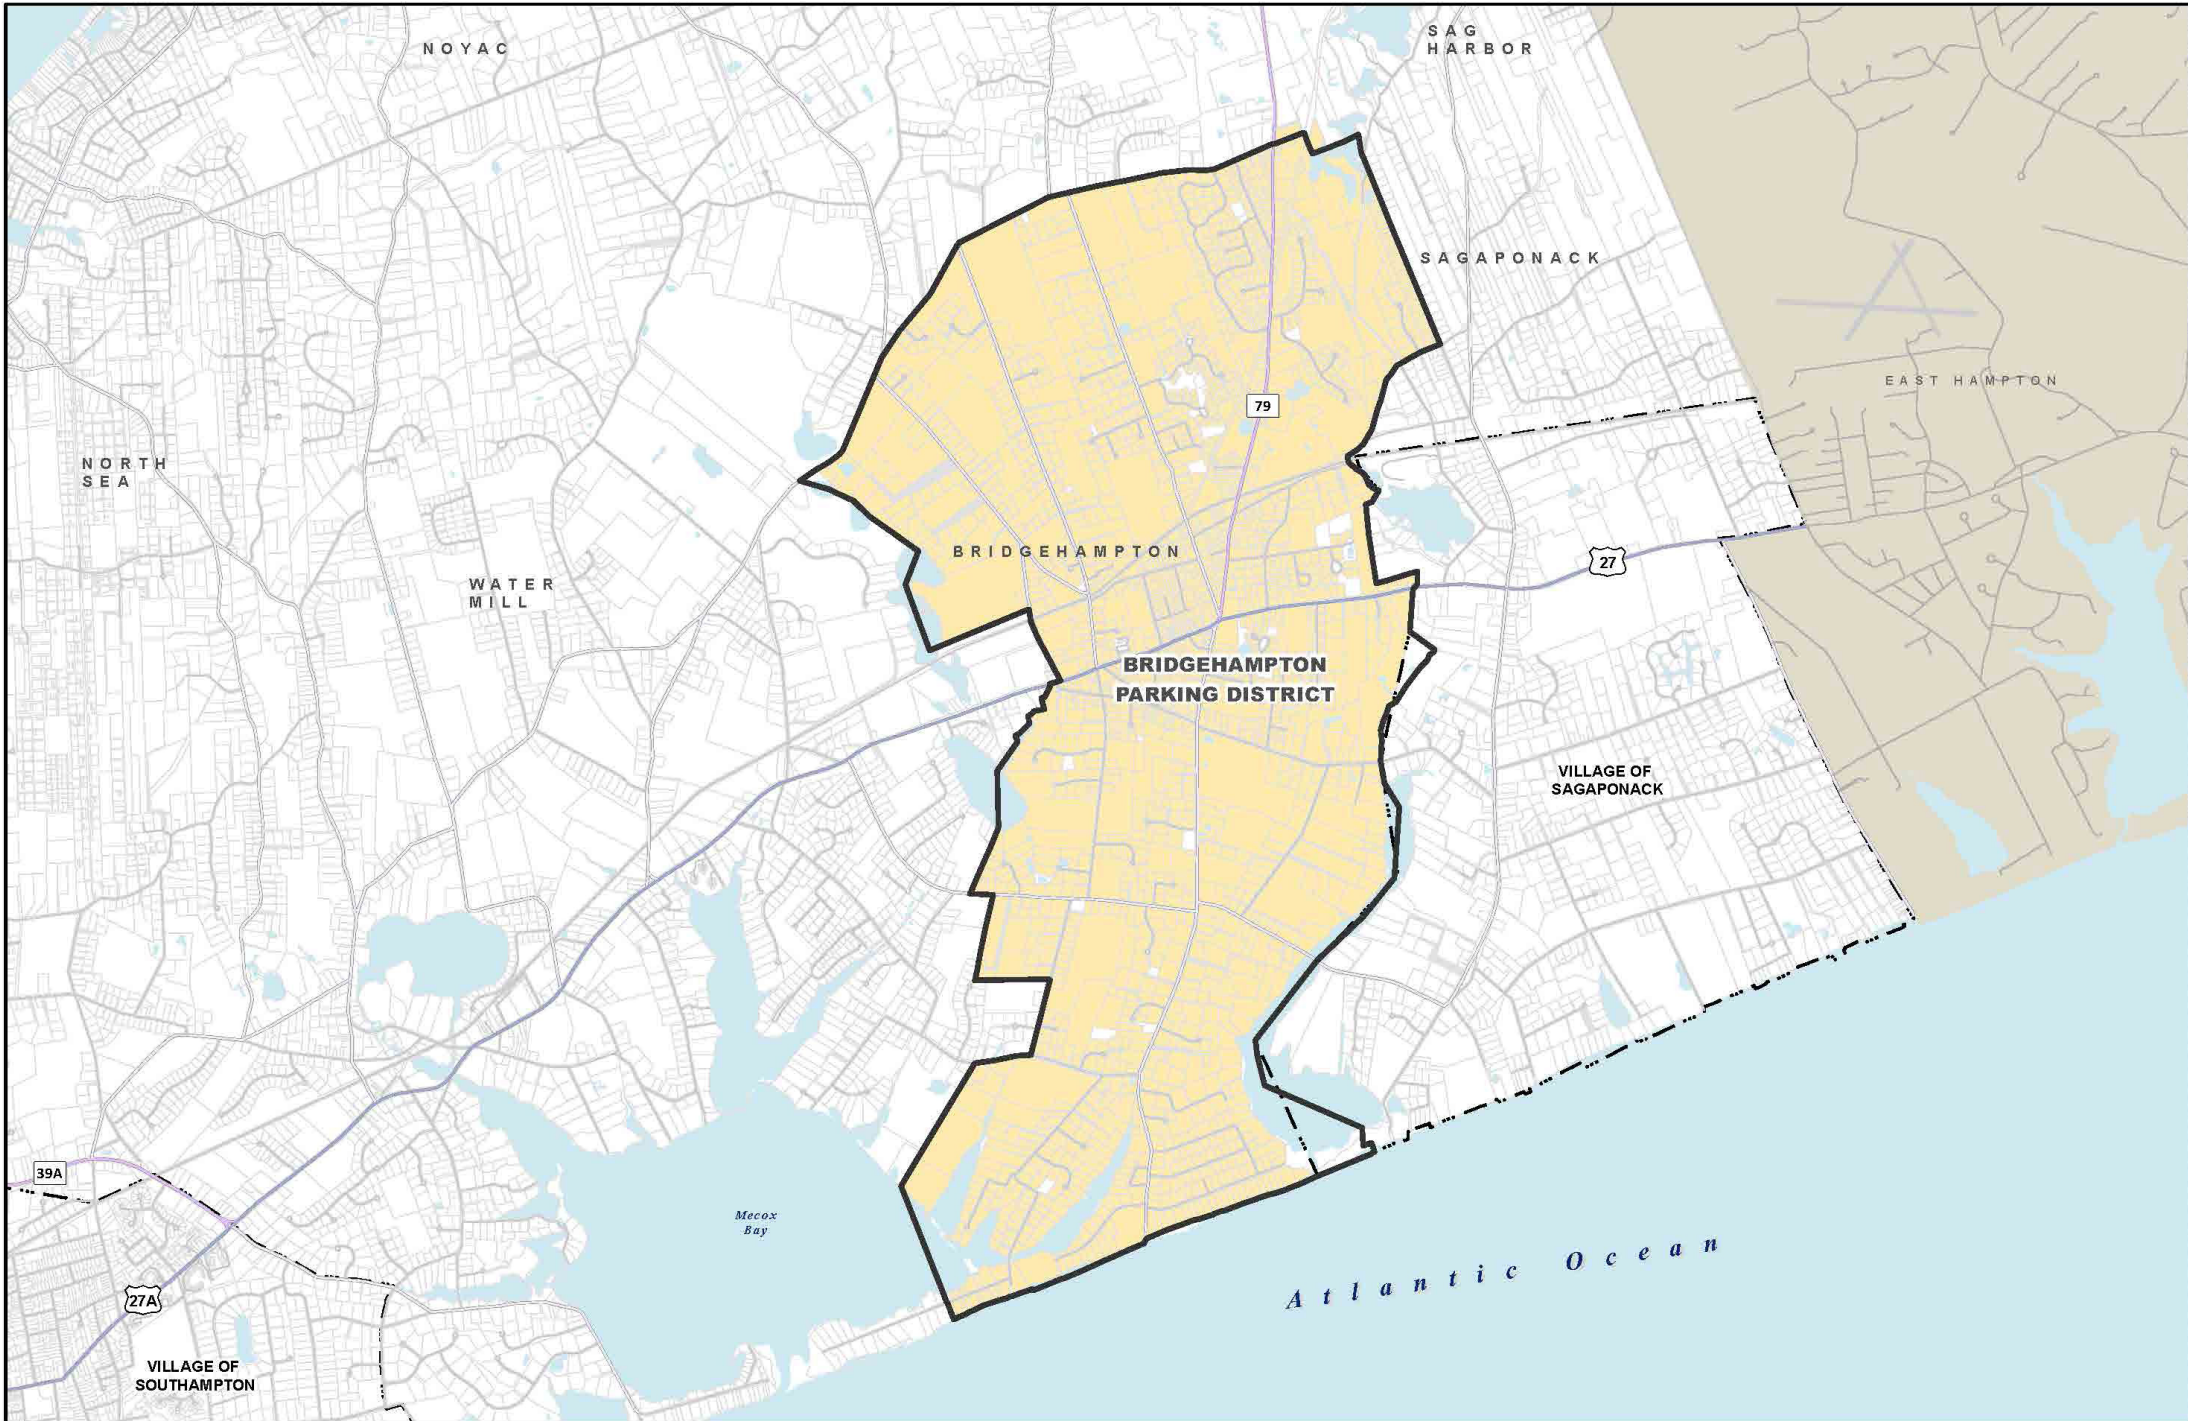 NOYAC
SAG
HARBOR
SAGAPONACK
EAST HAMPTON
79
NORTH
SEA
BRIDGEHAMPTON
27
WATER
MILL
BRIDGEHAMPTON
PARKING DISTRICT
VILLAGE OF
SAGAPONACK
39A
Mecox
Bay
Atlantic Ocean
27A
VILLAGE OF
SOUTHAMPTON